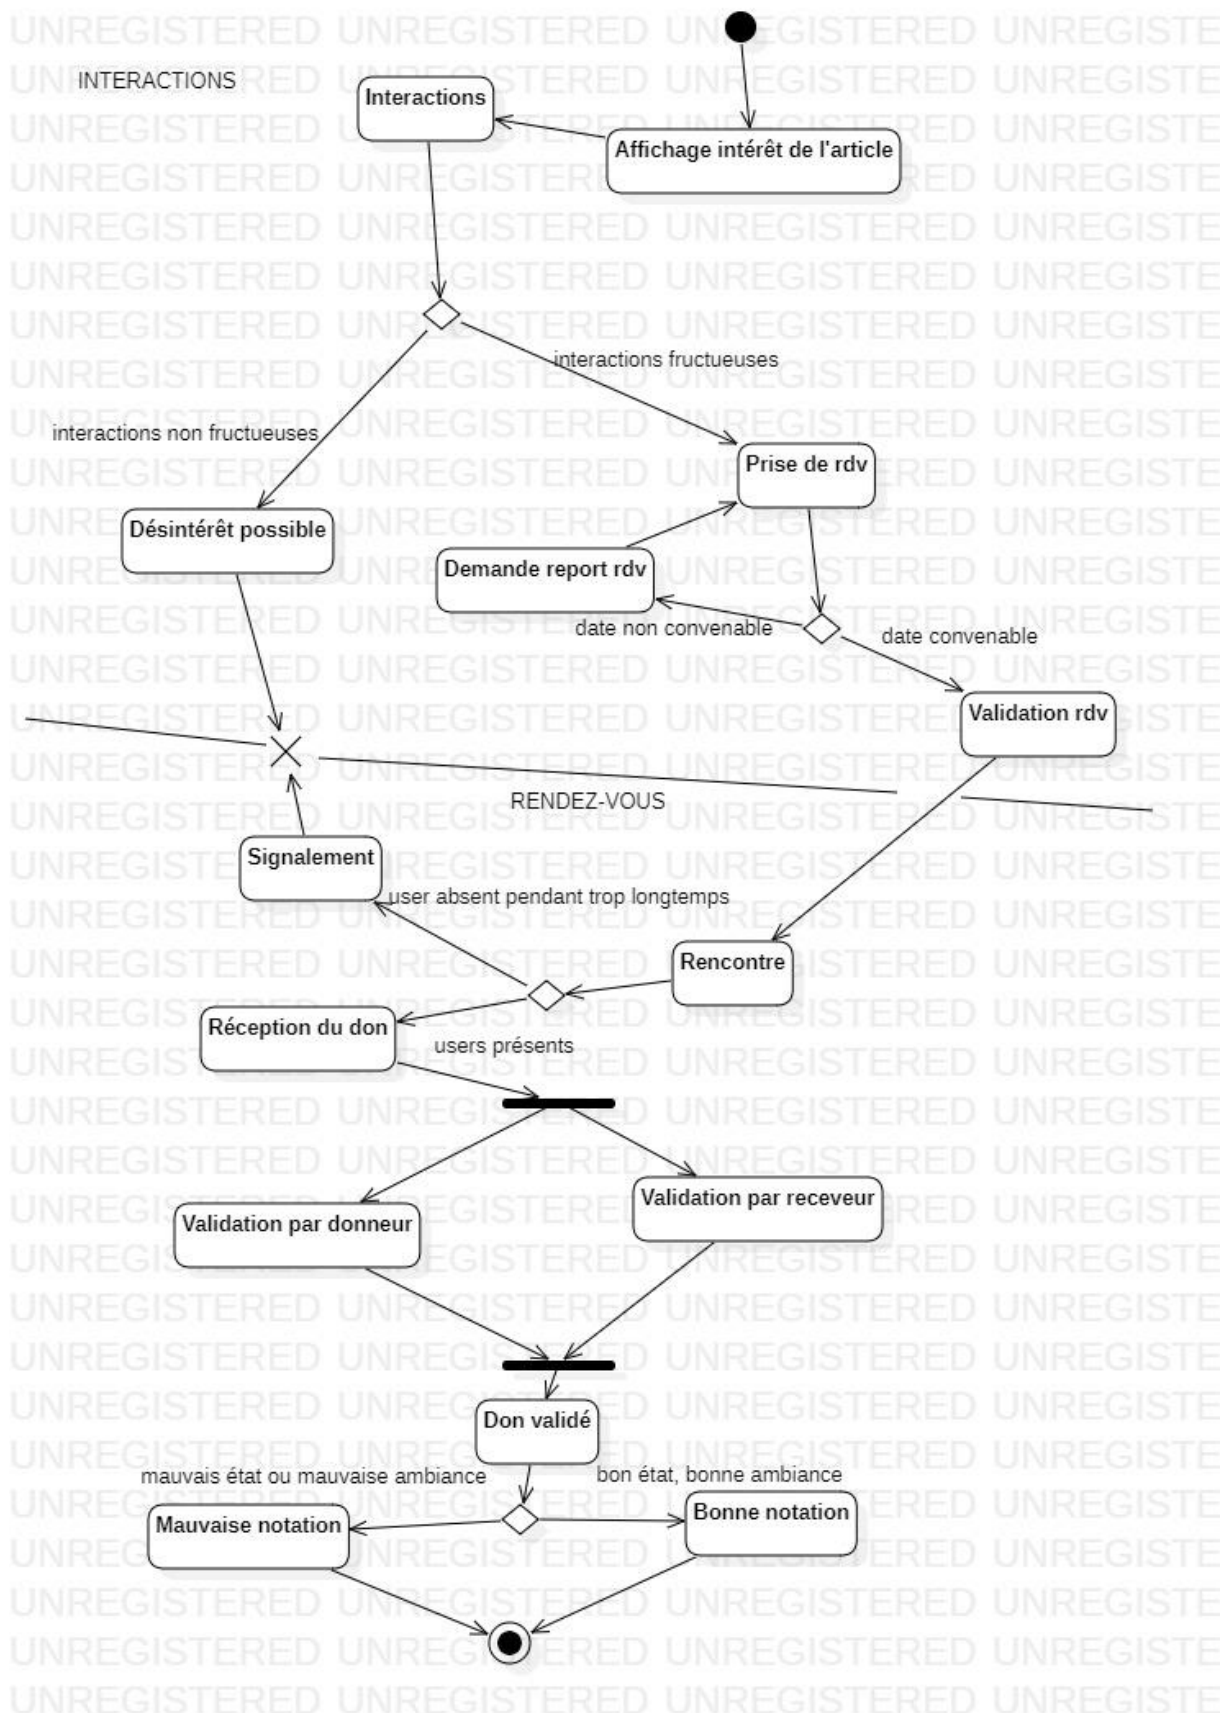 INTERACTIONS
Interactions
Affichage intérêt de l'article
interactions fructueuses
interactions non fructueuses
Prise de rdv
Désintérêt possible
Demande report rdv
date non convenable
date convenable
Validation rdv
RENDEZ-VOUS
Signalement
user absent pendant trop longtemps
Rencontre
Réception du don
users présents
Validation par receveur
Validation par donneur
Don validé
mauvais état ou mauvaise ambiance
bon état, bonne ambiance
Mauvaise notation
Bonne notation
UNREGISTERED